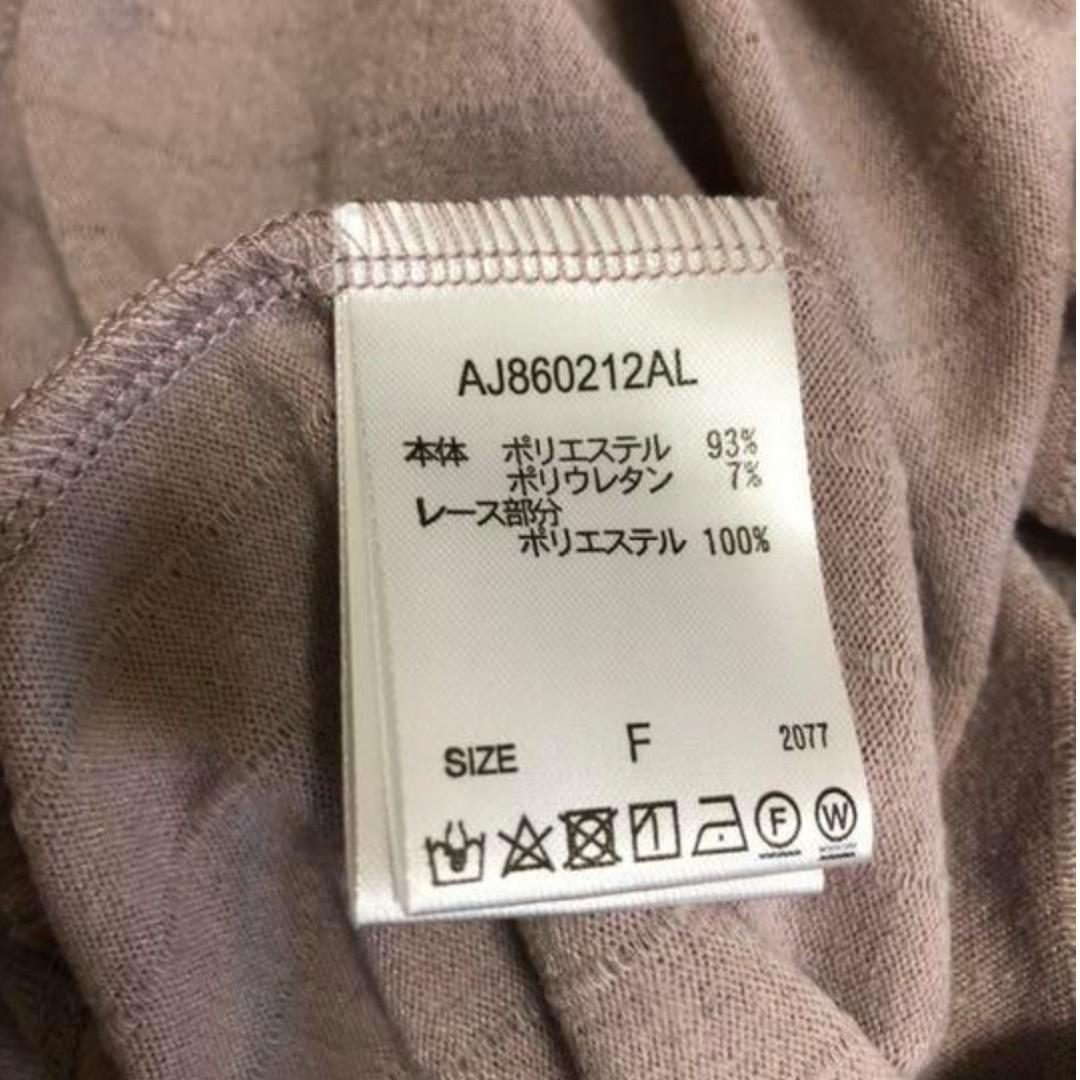 AJ860212AL
本体 ポリエステル 93%
ポリウレタン 7%
レース部分
ポリエステル 100%
SIZE F 2077
F W